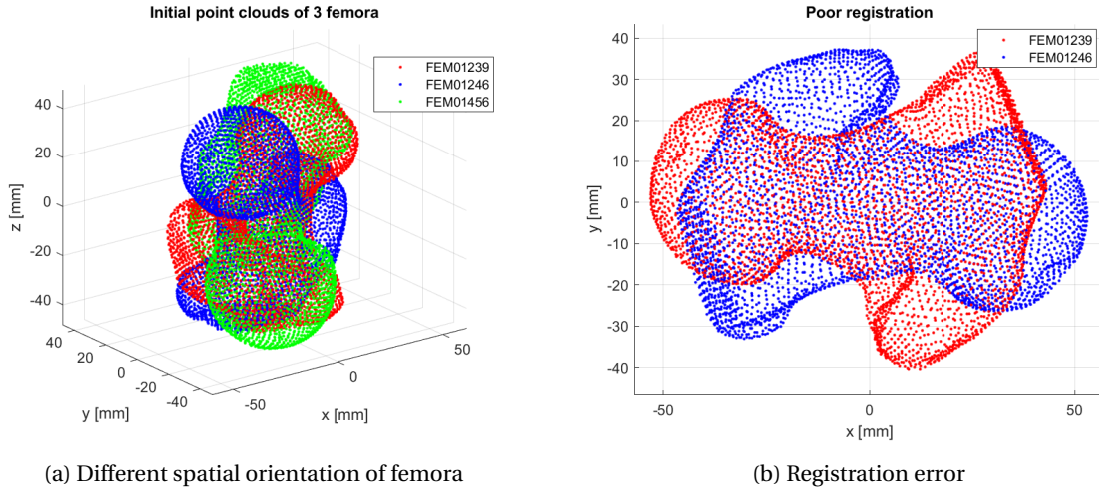 Initial point clouds of 3 femora
FEM01239
FEM01246
FEM01456
40
20
0
-20
-40
z [mm]
40
20
0
-20
-40
y [mm]
-50
0
50
x [mm]
(a) Different spatial orientation of femora
Poor registration
FEM01239
FEM01246
40
30
20
10
0
-10
-20
-30
-40
y [mm]
-50
0
50
x [mm]
(b) Registration error